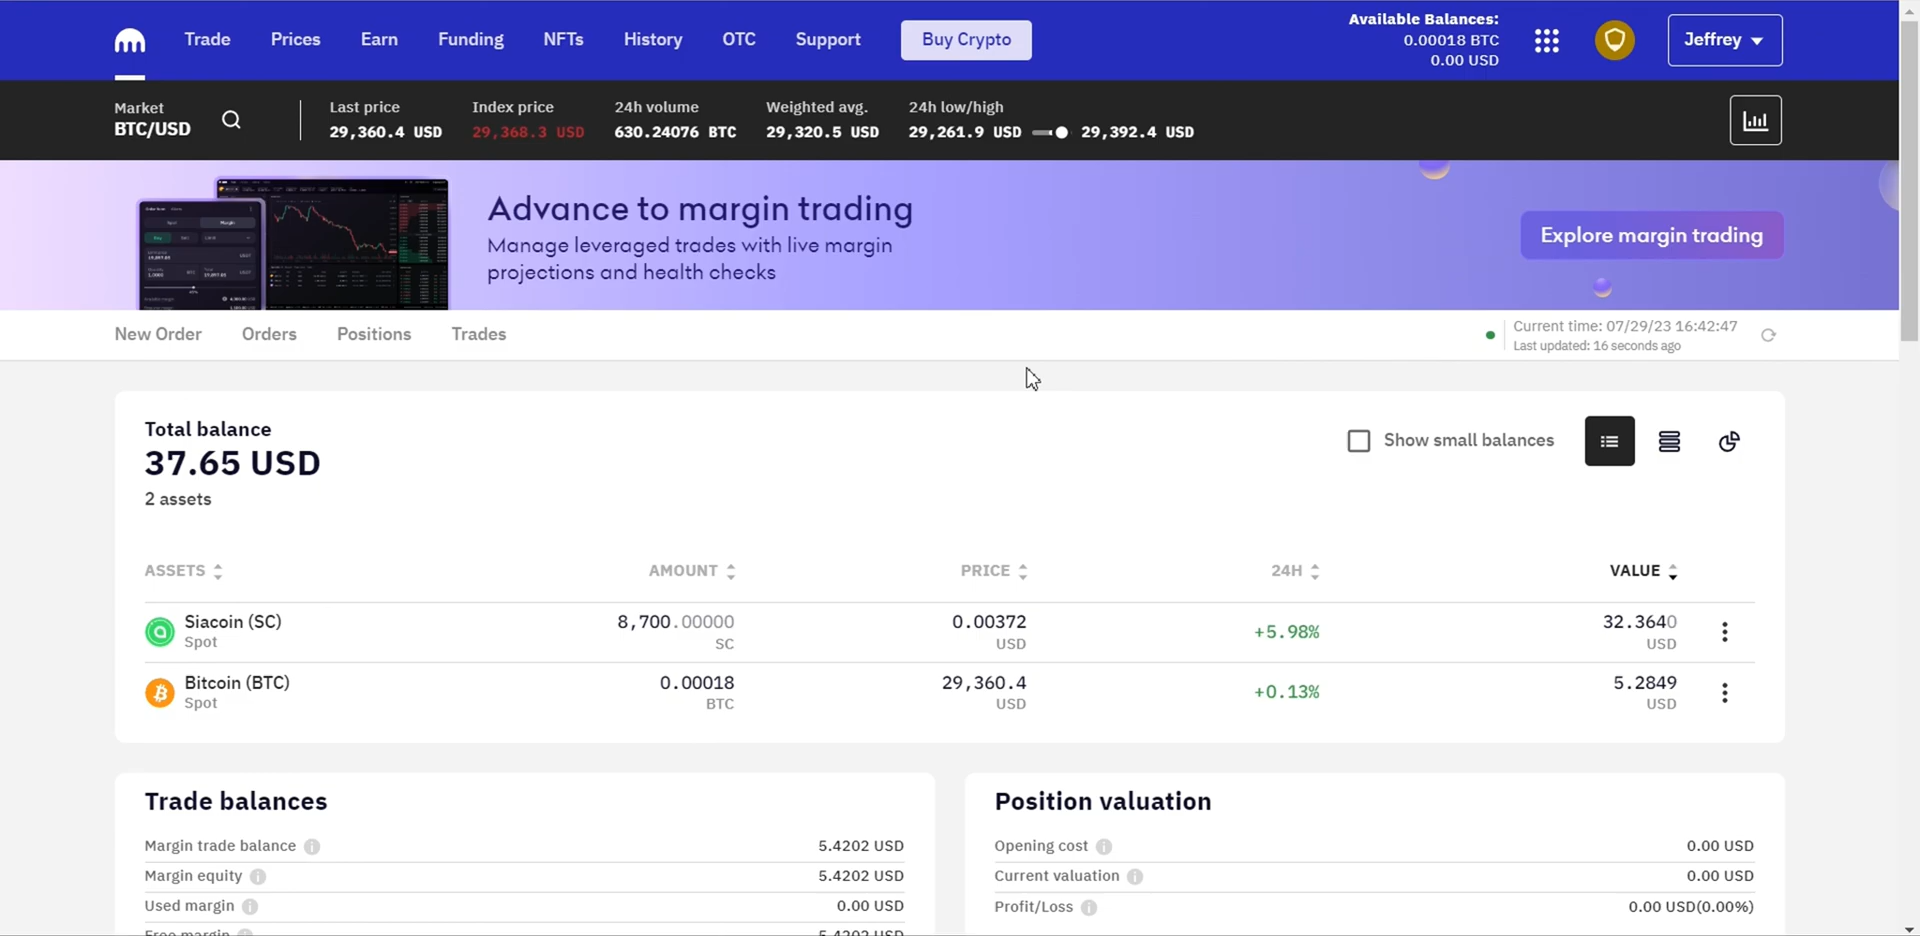 Trade Prices Earn Funding NFTs History OTC Support Buy Crypto
Available Balances:
0.00018 BTC
0.00 USD
Jeffrey
Market
BTC/USD
Last price
29,360.4 USD
Index price
29,368.3 USD
24h volume
630.24076 BTC
Weighted avg.
29,320.5 USD
24h low/high
29,261.9 USD 29,392.4 USD
Advance to margin trading
Manage leveraged trades with live margin
projections and health checks
Explore margin trading
New Order Orders Positions Trades
Current time: 07/29/23 16:42:47
Last updated: 16 seconds ago
Total balance
37.65 USD
2 assets
Show small balances
ASSETS AMOUNT PRICE 24H VALUE
Siacoin (SC) 8,700.00000 0.00372 +5.98% 32.3640
Spot SC USD USD
Bitcoin (BTC) 0.00018 29,360.4 +0.13% 5.2849
Spot BTC USD USD
Trade balances
Margin trade balance 5.4202 USD
Margin equity 5.4202 USD
Used margin 0.00 USD
Free margin 5.4202 USD
Position valuation
Opening cost 0.00 USD
Current valuation 0.00 USD
Profit/Loss 0.00 USD(0.00%)